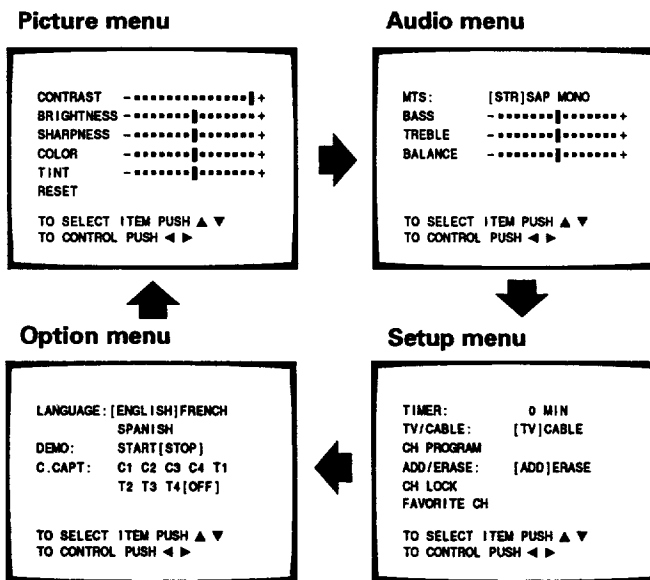 Picture menu
CONTRAST - +
BRIGHTNESS - +
SHARPNESS - +
COLOR - +
TINT - +
RESET
TO SELECT ITEM PUSH ▲ ▼
TO CONTROL PUSH ◄ ►
Audio menu
MTS: [STR]SAP MONO
BASS - +
TREBLE - +
BALANCE - +
TO SELECT ITEM PUSH ▲ ▼
TO CONTROL PUSH ◄ ►
Option menu
LANGUAGE:[ENGLISH]FRENCH
SPANISH
DEMO: START[STOP]
C.CAPT: C1 C2 C3 C4 T1
T2 T3 T4[OFF]
TO SELECT ITEM PUSH ▲ ▼
TO CONTROL PUSH ◄ ►
Setup menu
TIMER: 0 MIN
TV/CABLE: [TV]CABLE
CH PROGRAM
ADD/ERASE: [ADD]ERASE
CH LOCK
FAVORITE CH
TO SELECT ITEM PUSH ▲ ▼
TO CONTROL PUSH ◄ ►